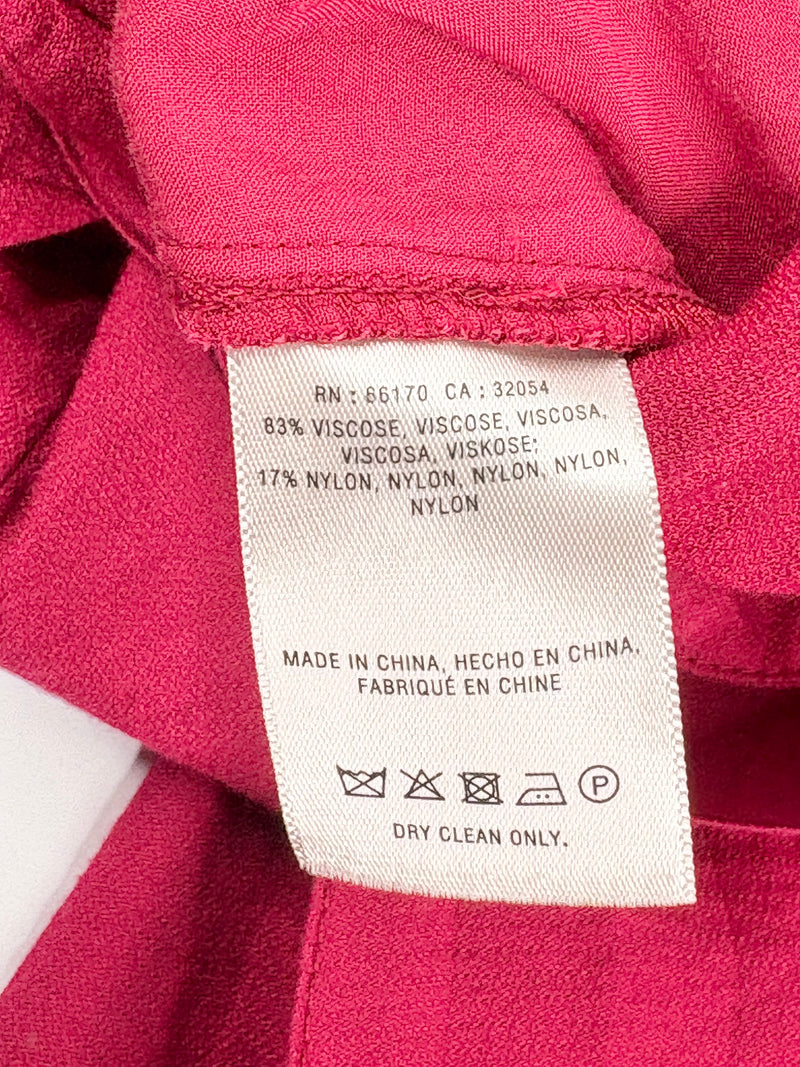 RN : 86170 CA : 32054
83% VISCOSE, VISCOSE, VISCOSA,
VISCOSA, VISKOSE;
17% NYLON, NYLON, NYLON, NYLON,
NYLON
MADE IN CHINA, HECHO EN CHINA,
FABRIQUÉ EN CHINE
P
DRY CLEAN ONLY.